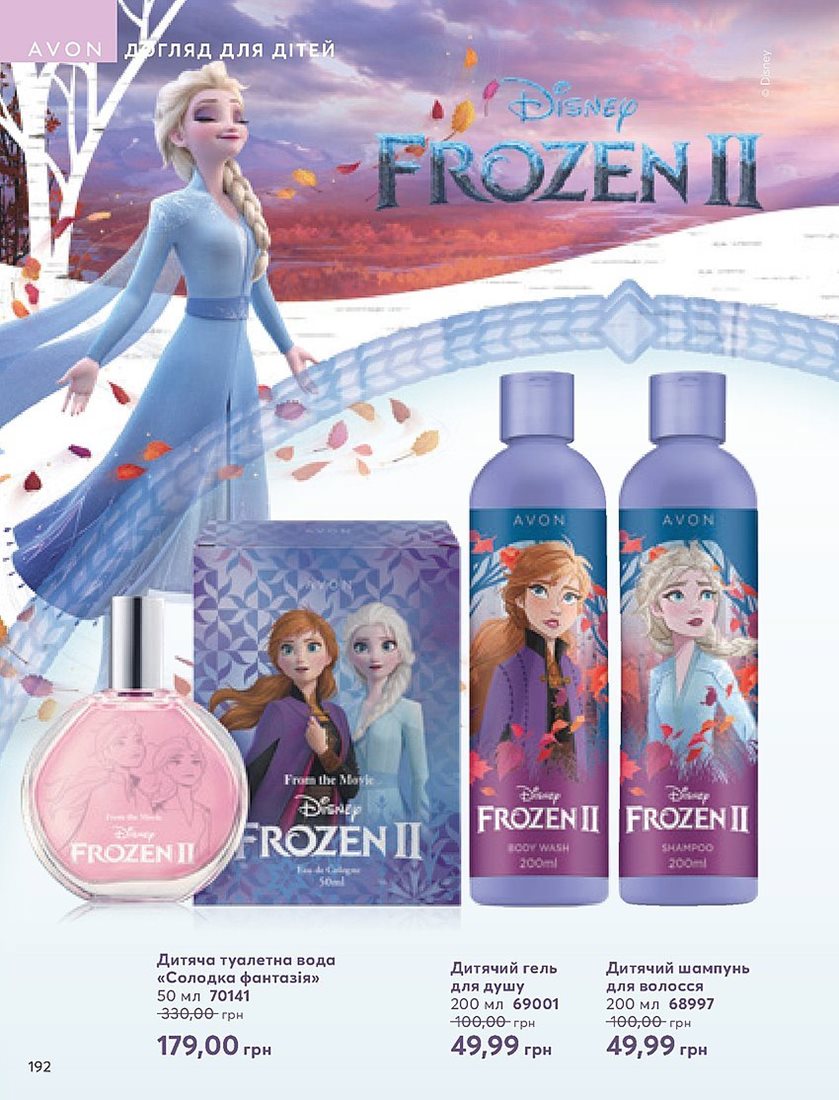 AVON ДОГЛЯД ДЛЯ ДІТЕЙ
© Disney
Disney
FROZEN II
AVON
AVON
AVON
From the Movie
Disney
FROZEN II
Eau de Cologne
50ml
From the Movie
Disney
FROZEN II
Disney
FROZEN II
BODY WASH
200ml
Disney
FROZEN II
SHAMPOO
200ml
Дитяча туалетна вода
«Солодка фантазія»
50 мл 70141
330,00 грн
179,00 грн
Дитячий гель
для душу
200 мл 69001
100,00 грн
49,99 грн
Дитячий шампунь
для волосся
200 мл 68997
100,00 грн
49,99 грн
192